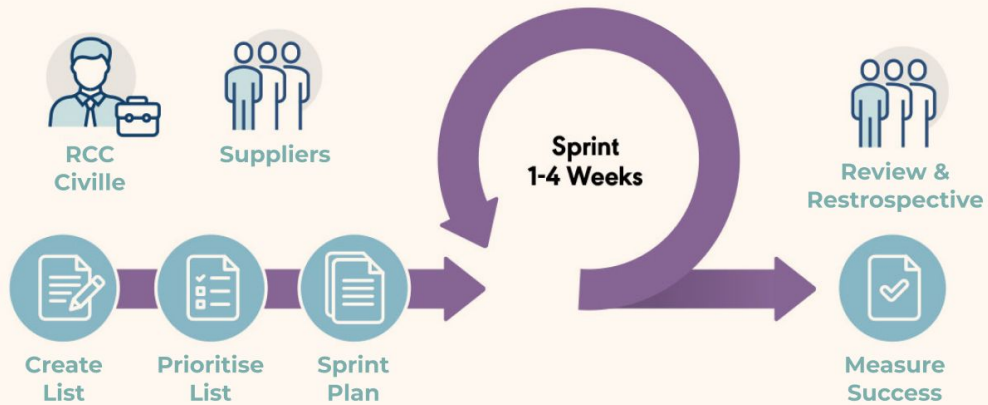 RCC
Civille
Suppliers
Sprint
1-4 Weeks
Review &
Restrospective
Create
List
Prioritise
List
Sprint
Plan
Measure
Success